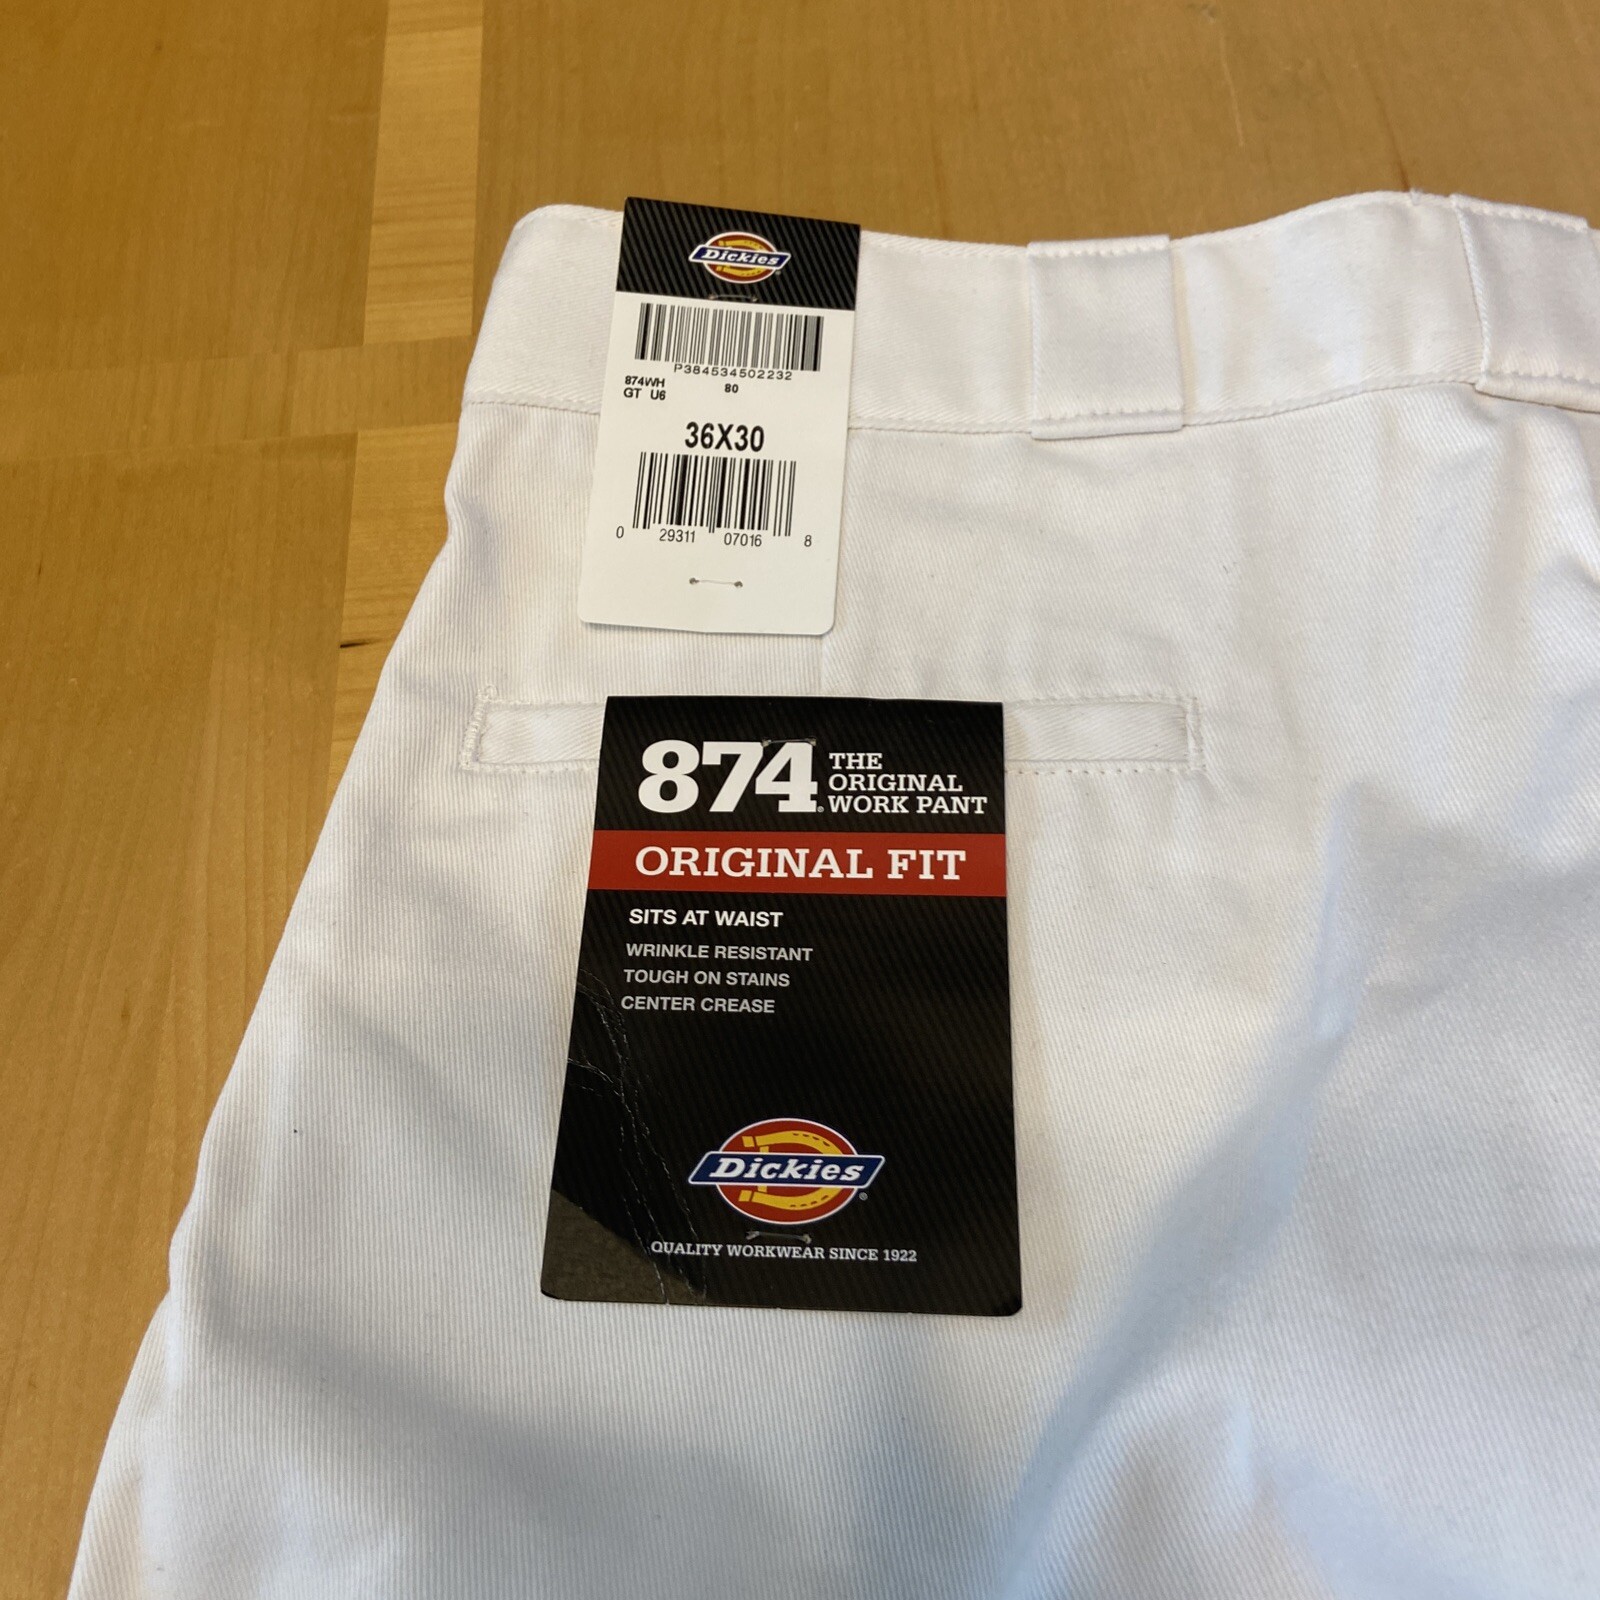 Dickies
P384534502232
874WH 80
GT U6
36X30
0 29311 07016 8
874® THE
ORIGINAL
WORK PANT
ORIGINAL FIT
SITS AT WAIST
WRINKLE RESISTANT
TOUGH ON STAINS
CENTER CREASE
Dickies®
QUALITY WORKWEAR SINCE 1922